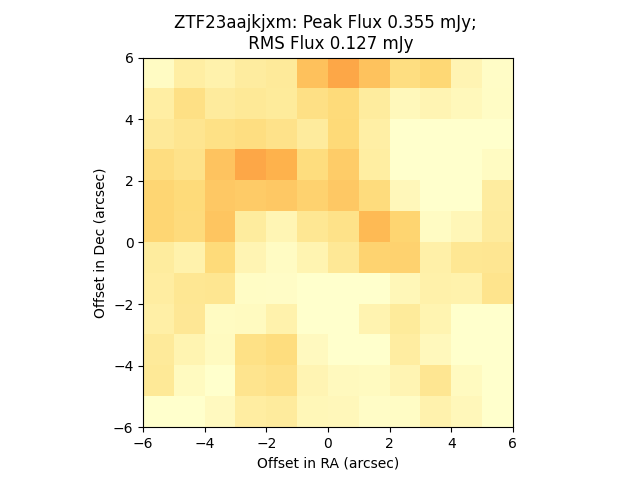 ZTF23aajkjxm: Peak Flux 0.355 mJy;
RMS Flux 0.127 mJy
6
4
2
0
−2
−4
−6
Offset in Dec (arcsec)
−6 −4 −2 0 2 4 6
Offset in RA (arcsec)